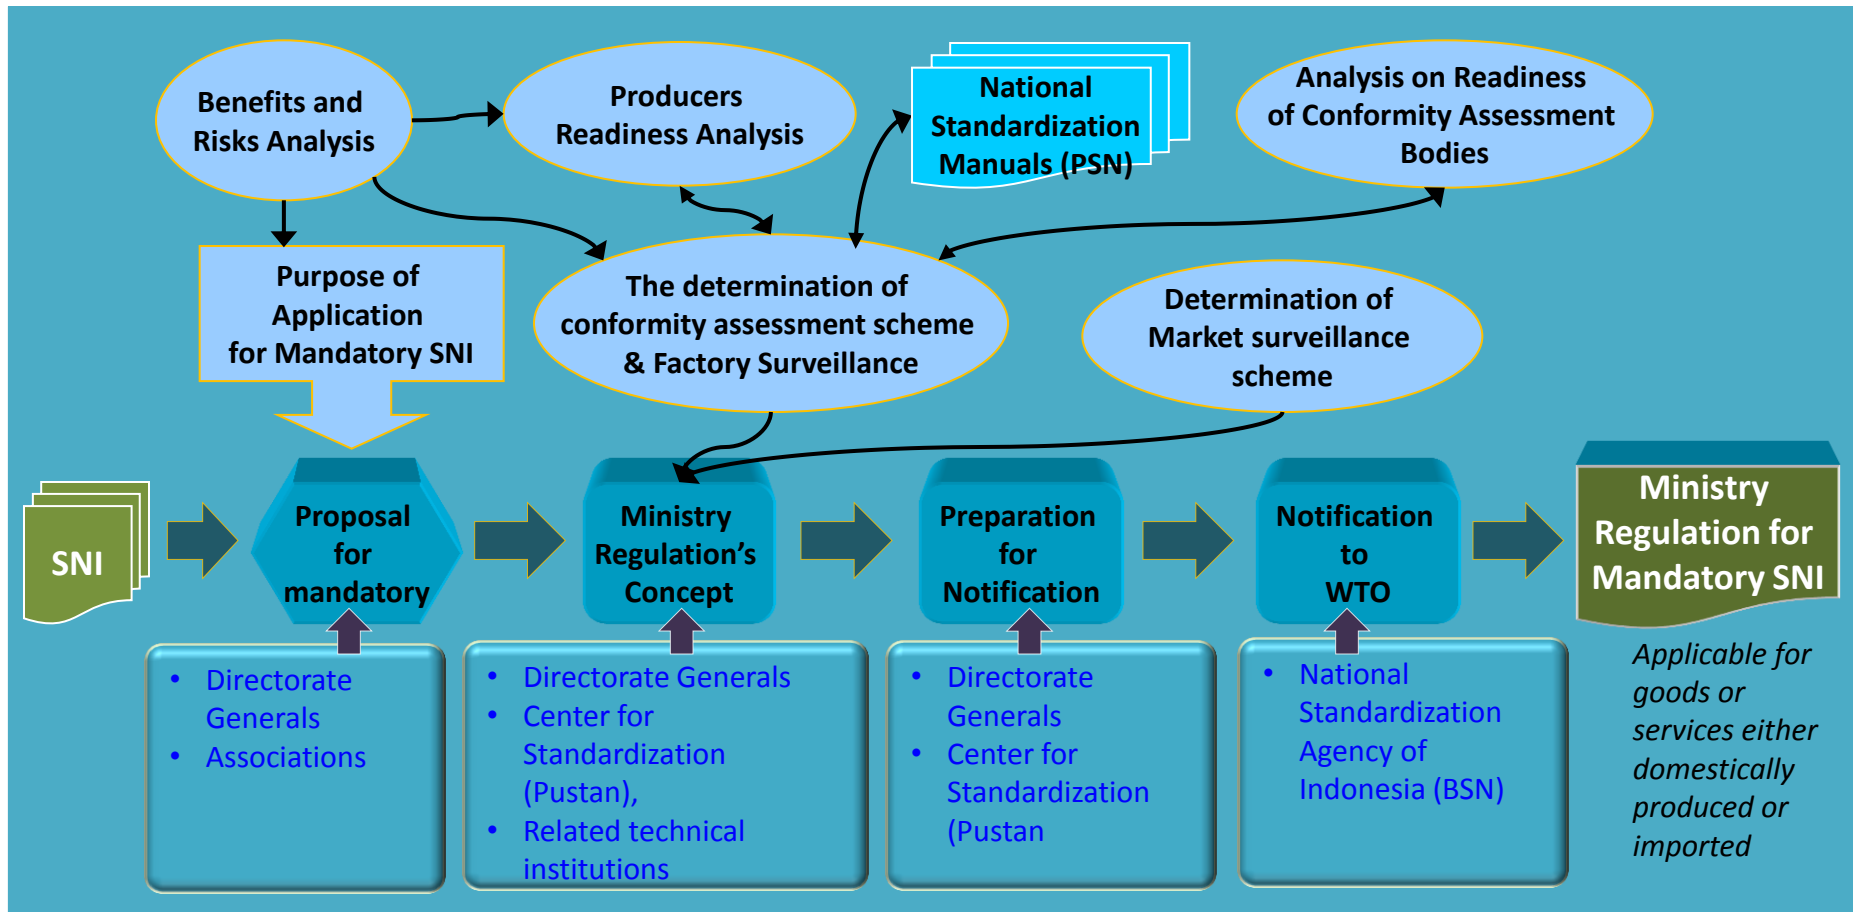 Benefits and
Risks Analysis
Producers
Readiness Analysis
National
Standardization
Manuals (PSN)
Analysis on Readiness
of Conformity Assessment
Bodies
Purpose of
Application
for Mandatory SNI
The determination of
conformity assessment scheme
& Factory Surveillance
Determination of
Market surveillance
scheme
SNI
Proposal
for
mandatory
Ministry
Regulation’s
Concept
Preparation
for
Notification
Notification
to
WTO
Ministry
Regulation for
Mandatory SNI
• Directorate
Generals
• Associations
• Directorate Generals
• Center for
Standardization
(Pustan),
• Related technical
institutions
• Directorate
Generals
• Center for
Standardization
(Pustan
• National
Standardization
Agency of
Indonesia (BSN)
Applicable for
goods or
services either
domestically
produced or
imported